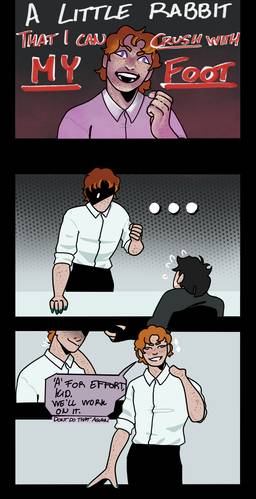 A LITTLE RABBIT
THAT I CAN CRUSH WITH
MY FOOT
...
'A' FOR EFFORT,
KID.
WE'LL WORK
ON IT.
DONT DO THAT AGAIN.